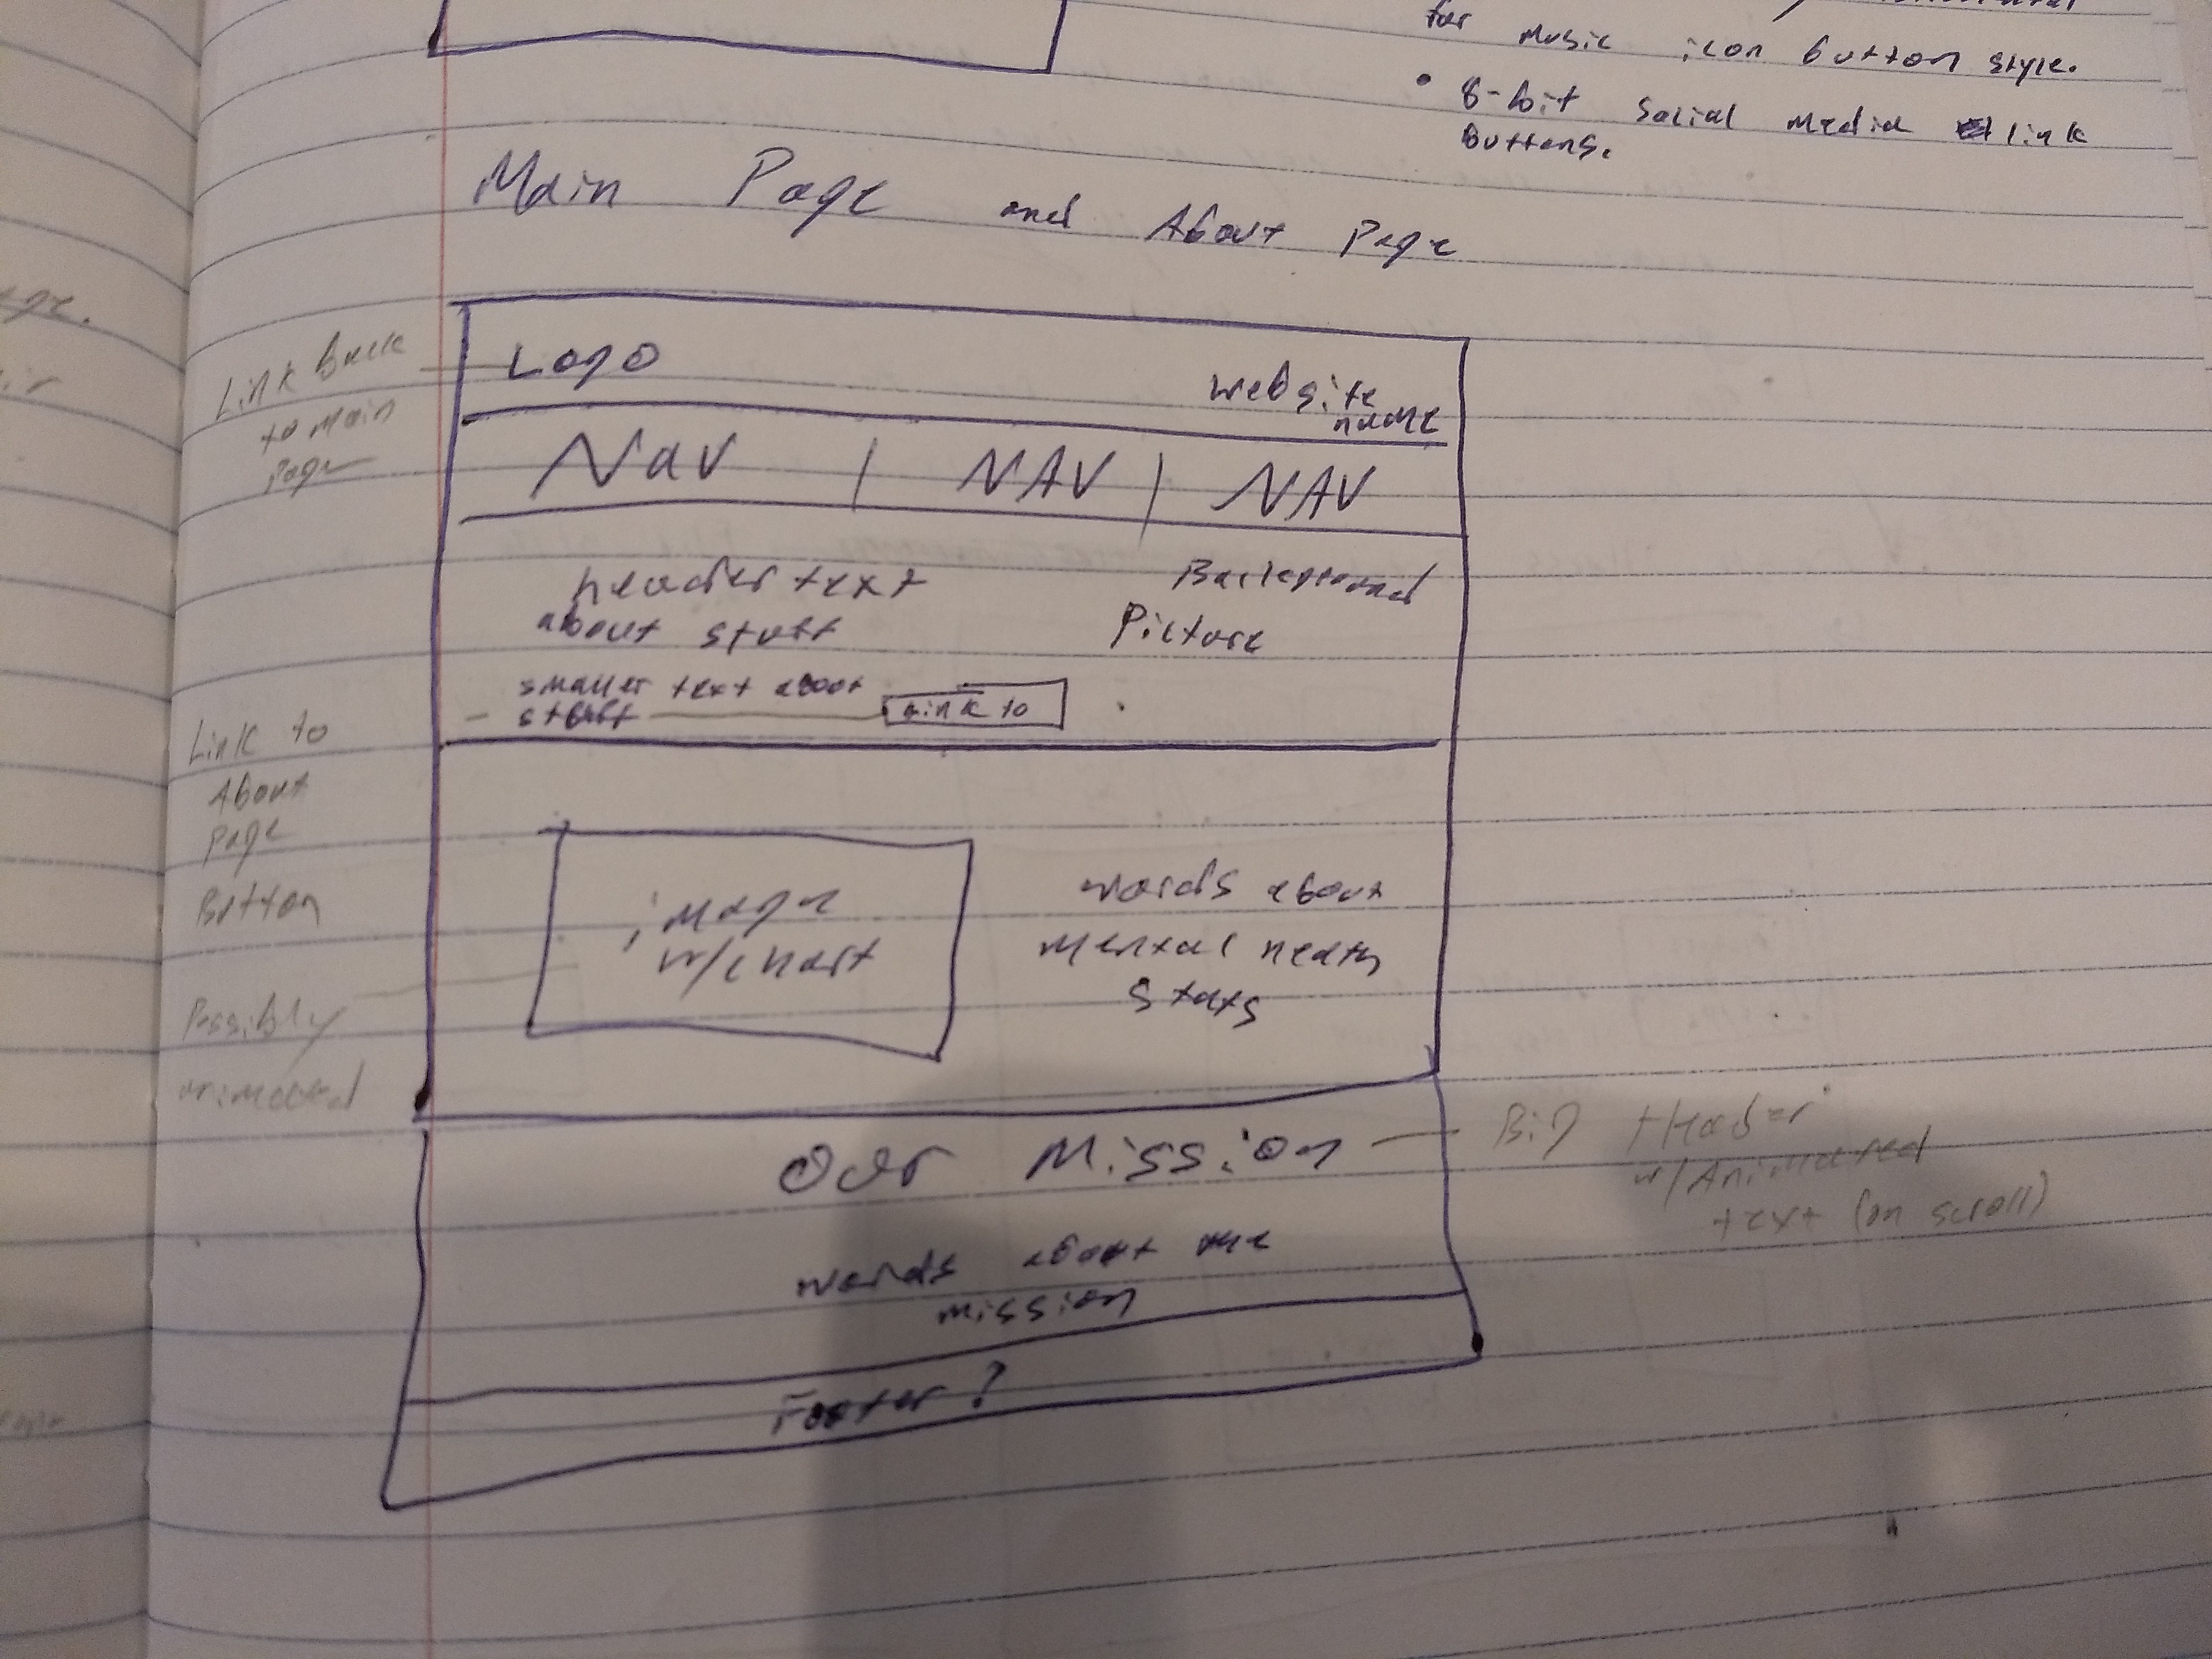 for music icon button style.
• 8-bit social media link
buttons.
Main Page and About Page
Link back
to main
page
Logo
website
name
Nav | NAV | NAV
header text
about stuff
Background
Picture
smaller text about
stuff
Link to
Link to
About
page
Button
image
w/chart
words about
mental heath
stats
Possibly
animated
Our Mission
Big Header
w/Animated
text (on scroll)
words about the
mission
Footer?